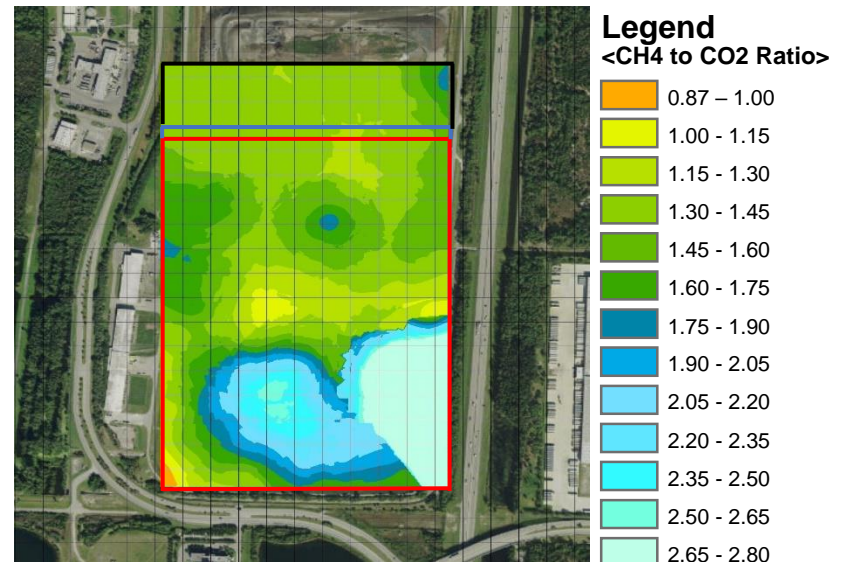 Legend
<CH4 to CO2 Ratio>
0.87 – 1.00
1.00 - 1.15
1.15 - 1.30
1.30 - 1.45
1.45 - 1.60
1.60 - 1.75
1.75 - 1.90
1.90 - 2.05
2.05 - 2.20
2.20 - 2.35
2.35 - 2.50
2.50 - 2.65
2.65 - 2.80